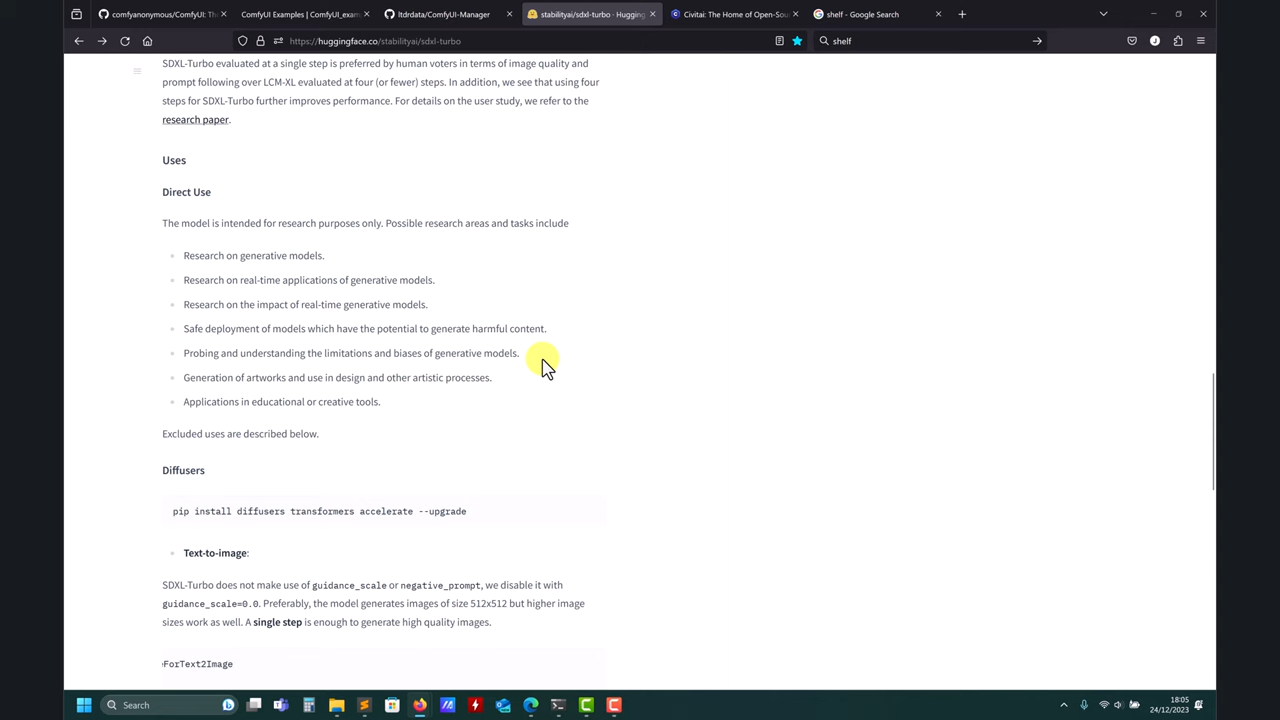 comfyanonymous/ComfyUI: The
ComfyUI Examples | ComfyUI_exam
ltdrdata/ComfyUI-Manager
stabilityai/sdxl-turbo · Hugging
Civitai: The Home of Open-Sou
shelf - Google Search
https://huggingface.co/stabilityai/sdxl-turbo
shelf
SDXL-Turbo evaluated at a single step is preferred by human voters in terms of image quality and
prompt following over LCM-XL evaluated at four (or fewer) steps. In addition, we see that using four
steps for SDXL-Turbo further improves performance. For details on the user study, we refer to the
research paper.
Uses
Direct Use
The model is intended for research purposes only. Possible research areas and tasks include
Research on generative models.
Research on real-time applications of generative models.
Research on the impact of real-time generative models.
Safe deployment of models which have the potential to generate harmful content.
Probing and understanding the limitations and biases of generative models.
Generation of artworks and use in design and other artistic processes.
Applications in educational or creative tools.
Excluded uses are described below.
Diffusers
pip install diffusers transformers accelerate --upgrade
Text-to-image:
SDXL-Turbo does not make use of guidance_scale or negative_prompt, we disable it with
guidance_scale=0.0. Preferably, the model generates images of size 512x512 but higher image
sizes work as well. A single step is enough to generate high quality images.
ForText2Image
Search
18:05
24/12/2023